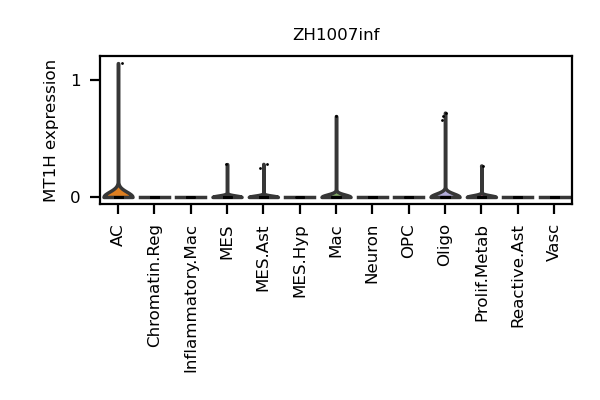 ZH1007inf
MT1H expression
1
0
AC
Chromatin.Reg
Inflammatory.Mac
MES
MES.Ast
MES.Hyp
Mac
Neuron
OPC
Oligo
Prolif.Metab
Reactive.Ast
Vasc